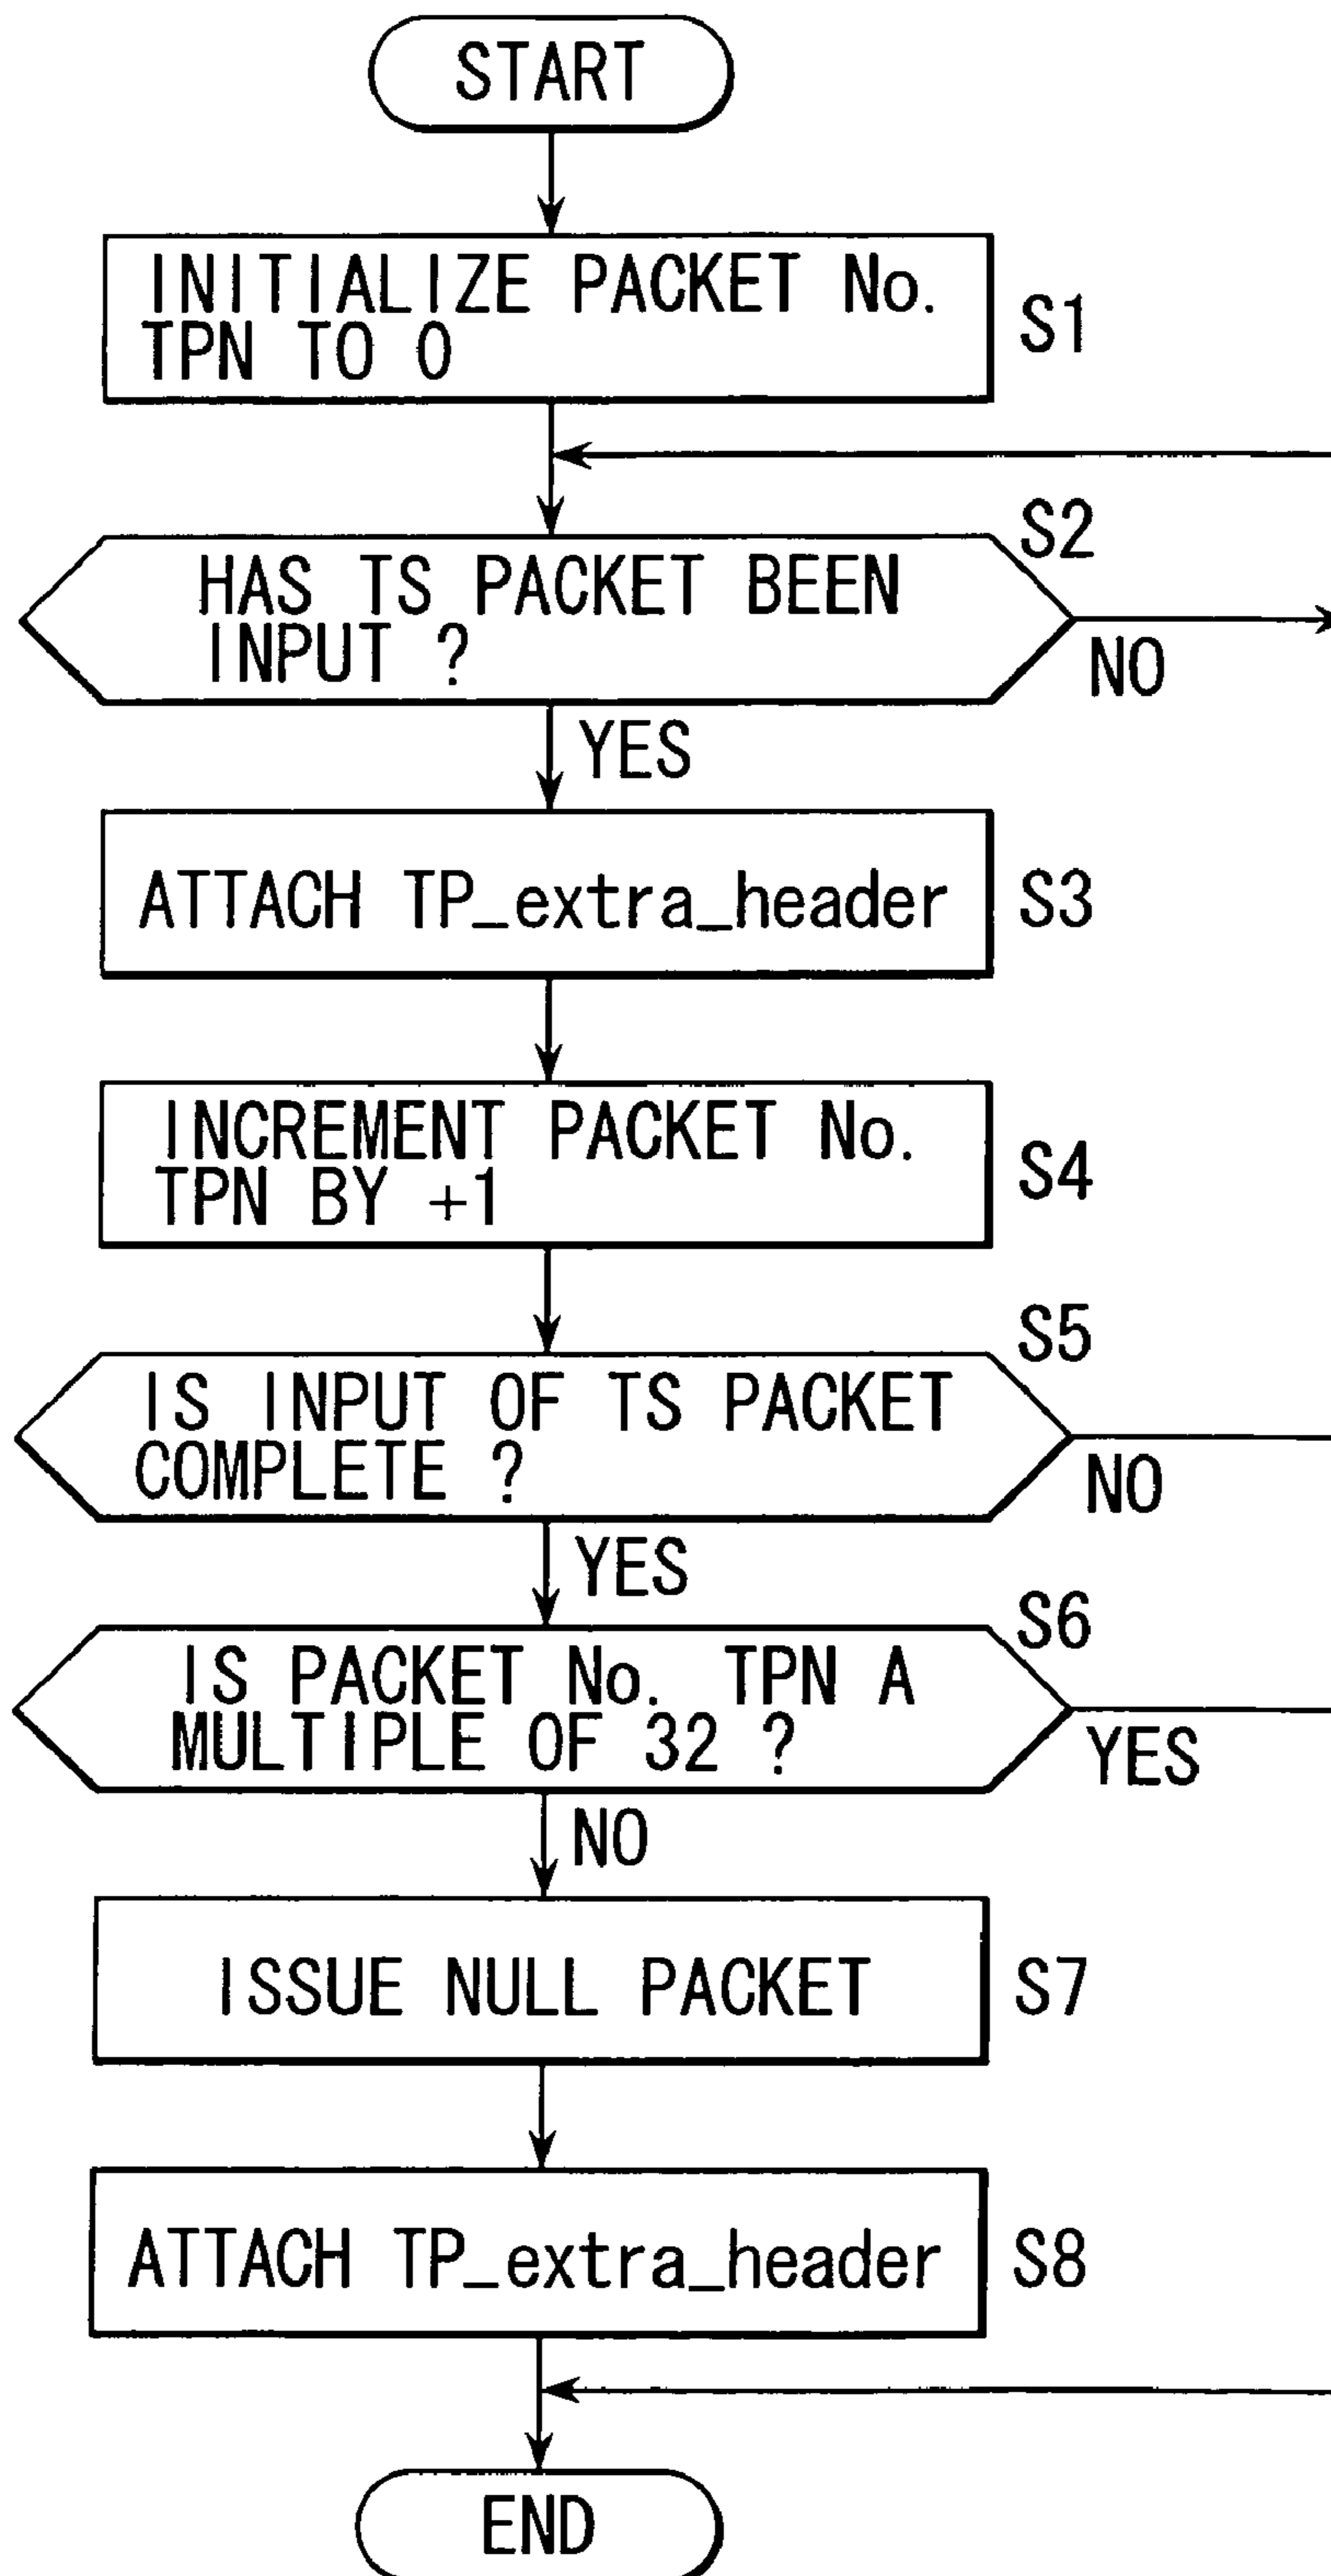 START
INITIALIZE PACKET No.
TPN TO 0
S1
S2
HAS TS PACKET BEEN
INPUT ?
NO
YES
ATTACH TP_extra_header
S3
INCREMENT PACKET No.
TPN BY +1
S4
S5
IS INPUT OF TS PACKET
COMPLETE ?
NO
YES
S6
IS PACKET No. TPN A
MULTIPLE OF 32 ?
YES
NO
ISSUE NULL PACKET
S7
ATTACH TP_extra_header
S8
END